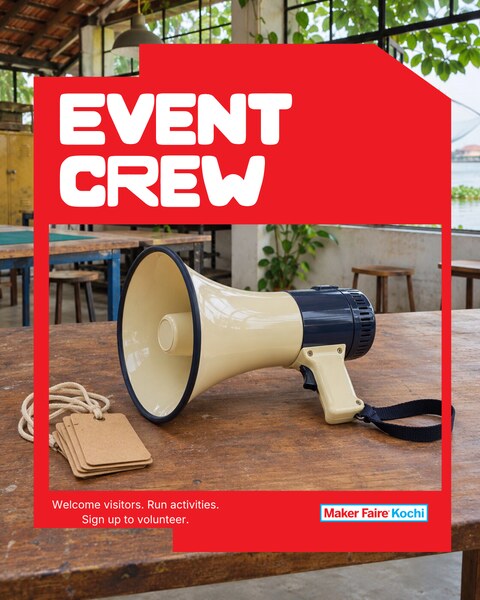 EVENT
CREW
Welcome visitors. Run activities.
Sign up to volunteer.
Maker Faire Kochi